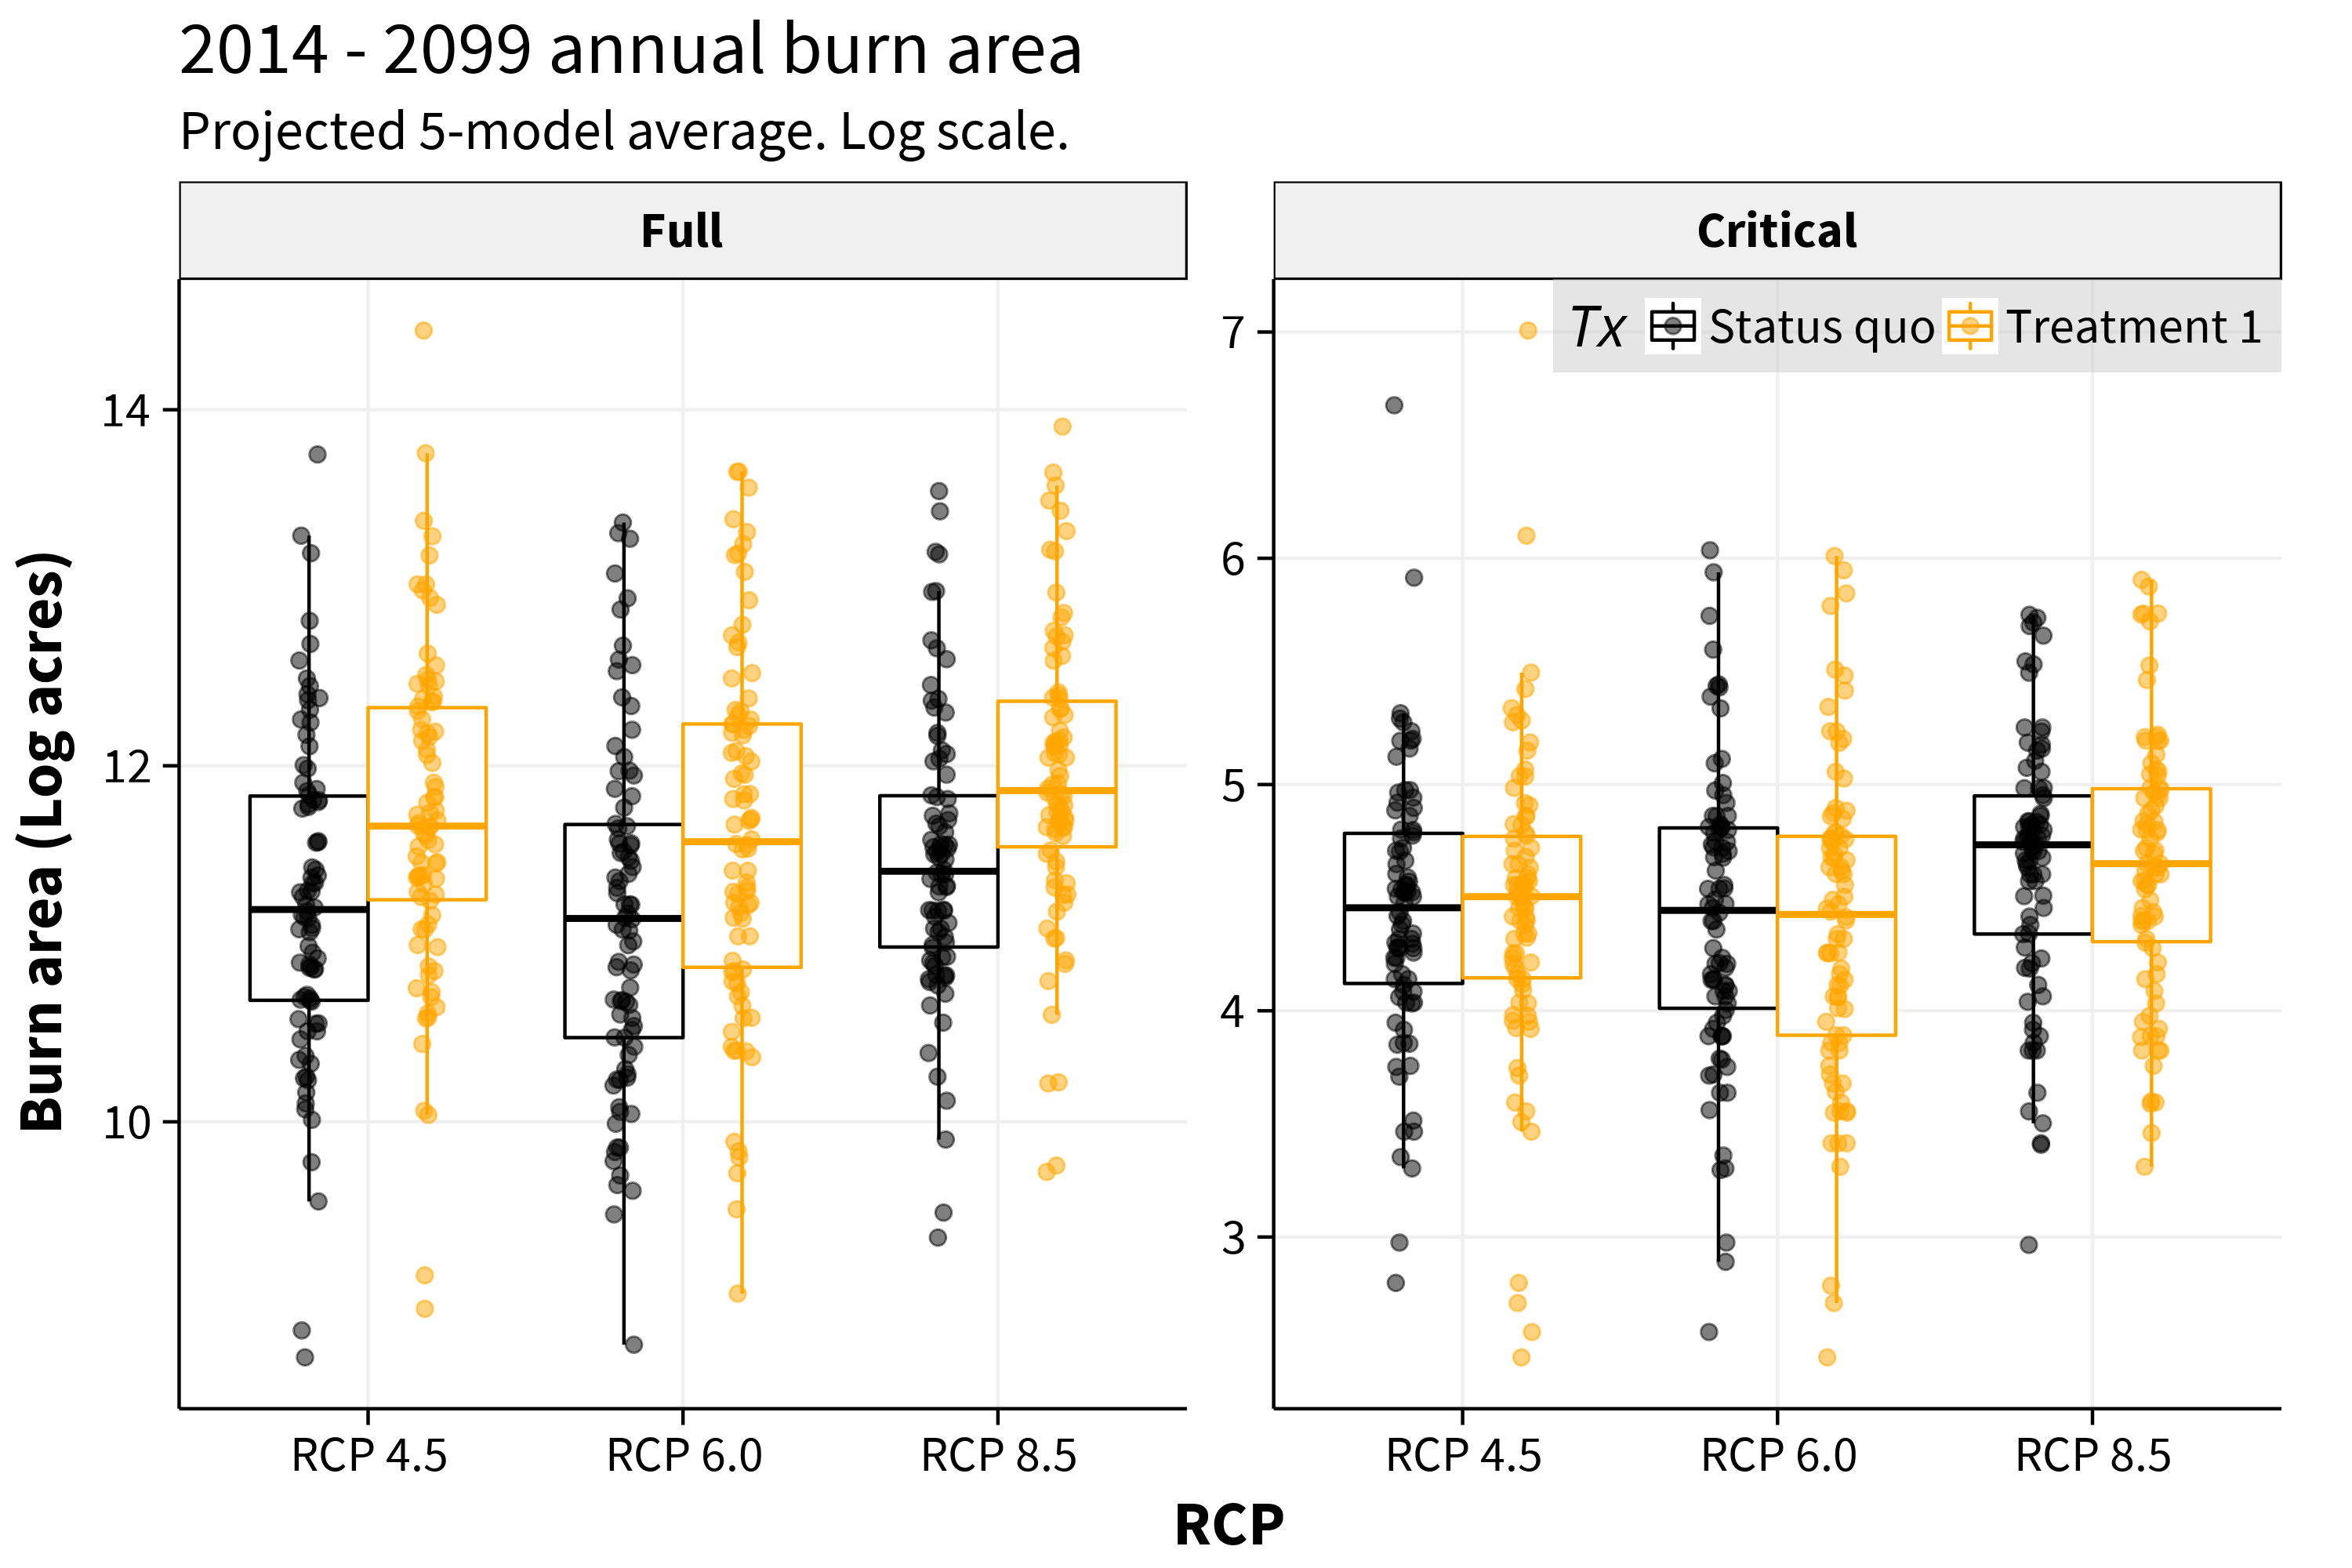 2014 - 2099 annual burn area
Projected 5-model average. Log scale.
Full
Critical
Tx Status quo Treatment 1
Burn area (Log acres)
14
12
10
7
6
5
4
3
RCP 4.5 RCP 6.0 RCP 8.5
RCP 4.5 RCP 6.0 RCP 8.5
RCP